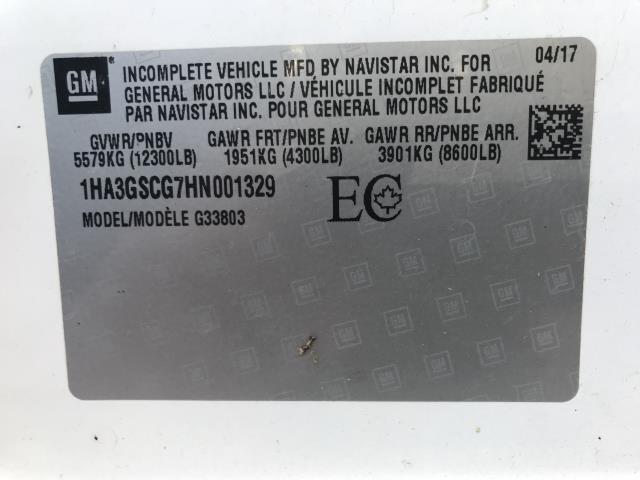 GM
INCOMPLETE VEHICLE MFD BY NAVISTAR INC. FOR
04/17
GENERAL MOTORS LLC / VÉHICULE INCOMPLET FABRIQUÉ
PAR NAVISTAR INC. POUR GENERAL MOTORS LLC
GVWR/PNBV GAWR FRT/PNBE AV. GAWR RR/PNBE ARR.
5579KG (12300LB) 1951KG (4300LB) 3901KG (8600LB)
1HA3GSCG7HN001329
EC
MODEL/MODÈLE G33803